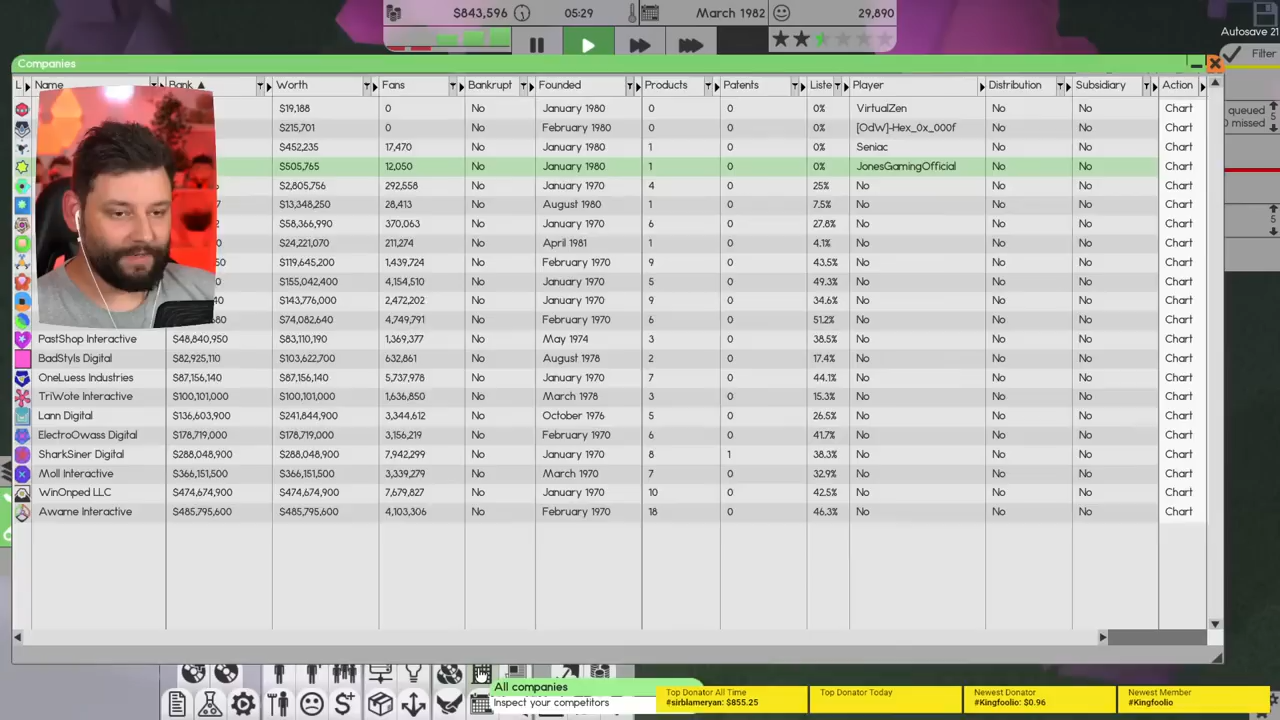 $843,596 05:29 March 1982 29,890
Autosave 21
Companies
Filter
L Name Bank ▲ Worth Fans Bankrupt Founded Products Patents Liste Player Distribution Subsidiary Action
$19,188 0 No January 1980 0 0 0% VirtualZen No No Chart
$215,701 0 No February 1980 0 0 0% [OdW]-Hex_0x_000f No No Chart
$452,235 17,470 No January 1980 1 0 0% Seniac No No Chart
$505,765 12,050 No January 1980 1 0 0% JonesGamingOfficial No No Chart
$2,805,756 292,558 No January 1970 4 0 25% No No No Chart
$13,348,250 28,413 No August 1980 1 0 7.5% No No No Chart
$58,366,990 370,063 No January 1970 6 0 27.8% No No No Chart
$24,221,070 211,274 No April 1981 1 0 4.1% No No No Chart
$119,645,200 1,439,724 No February 1970 9 0 43.5% No No No Chart
$155,042,400 4,154,510 No January 1970 5 0 49.3% No No No Chart
$143,776,000 2,472,202 No January 1970 9 0 34.6% No No No Chart
$74,082,640 4,749,791 No January 1970 6 0 51.2% No No No Chart
PastShop Interactive $48,840,950 $83,110,190 1,369,377 No May 1974 3 0 38.5% No No No Chart
BadStyls Digital $82,925,110 $103,622,700 632,861 No August 1978 2 0 17.4% No No No Chart
OneLuess Industries $87,156,140 $87,156,140 5,737,978 No January 1970 7 0 44.1% No No No Chart
TriWote Interactive $100,101,000 $100,101,000 1,636,850 No March 1978 3 0 15.3% No No No Chart
Lann Digital $136,603,900 $241,844,900 3,344,612 No October 1976 5 0 26.5% No No No Chart
ElectroOwass Digital $178,719,000 $178,719,000 3,156,219 No February 1970 6 0 41.7% No No No Chart
SharkSiner Digital $288,048,900 $288,048,900 7,942,299 No January 1970 8 1 38.3% No No No Chart
Moll Interactive $366,151,500 $366,151,500 3,339,279 No March 1970 7 0 32.9% No No No Chart
WinOnped LLC $474,674,900 $474,674,900 7,679,827 No January 1970 10 0 42.5% No No No Chart
Awame Interactive $485,795,600 $485,795,600 4,103,306 No February 1970 18 0 46.3% No No No Chart
queued 5
0 missed
5
All companies
Inspect your competitors
Top Donator All Time
#sirblameryan: $855.25
Top Donator Today
Newest Donator
#Kingfoolio: $0.96
Newest Member
#Kingfoolio